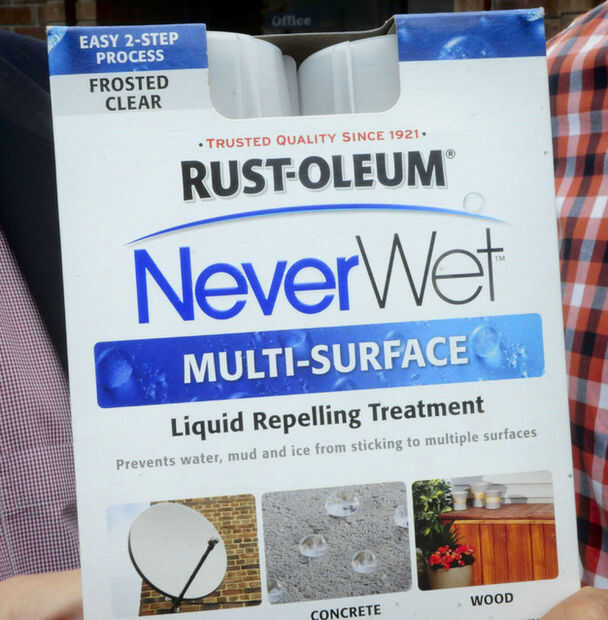 Office
EASY 2-STEP
PROCESS
FROSTED
CLEAR
• TRUSTED QUALITY SINCE 1921 •
RUST-OLEUM®
NeverWet™
MULTI-SURFACE
Liquid Repelling Treatment
Prevents water, mud and ice from sticking to multiple surfaces
CONCRETE
WOOD